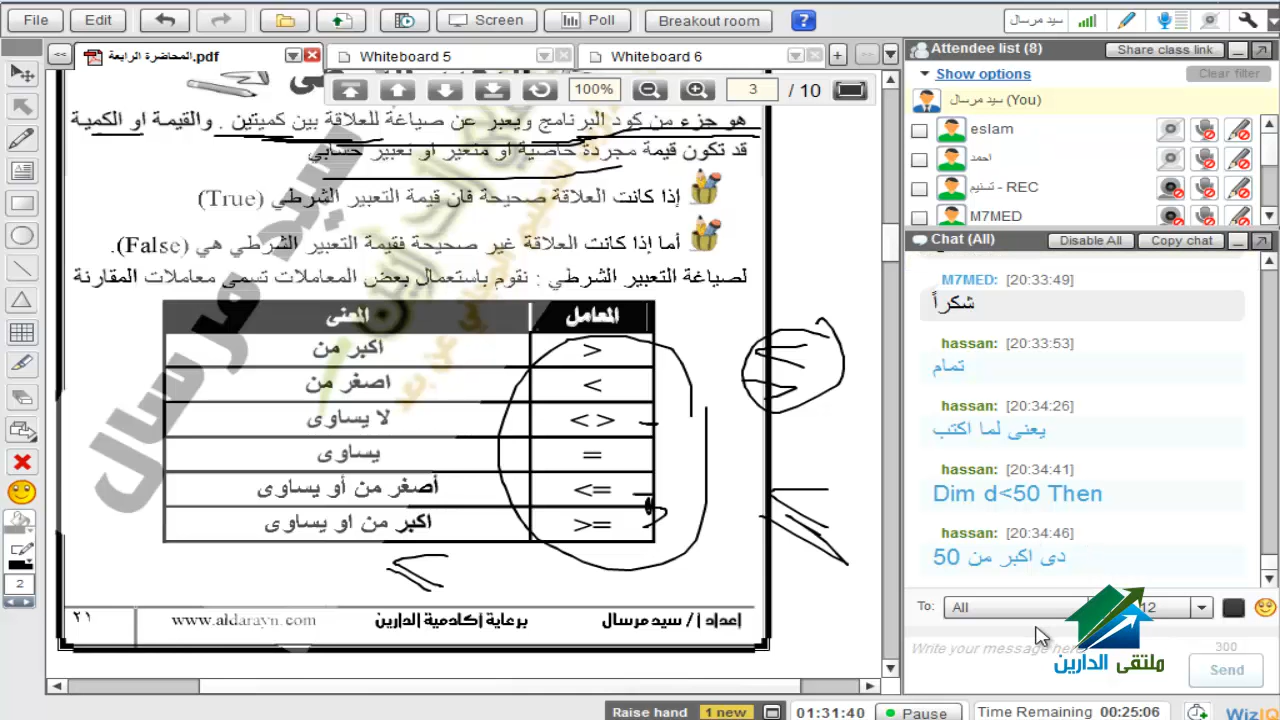 File Edit Screen Poll Breakout room ? سيد مرسال
<< المحاضرة الرابعة.pdf Whiteboard 5 Whiteboard 6 + >>
100% 3 / 10
هو جزء من كود البرنامج ويعبر عن صياغة للعلاقة بين كميتين . والقيمة او الكمية
قد تكون قيمة مجردة خاصية او متغير او تعبير حسابي
إذا كانت العلاقة صحيحة فان قيمة التعبير الشرطي (True)
أما إذا كانت العلاقة غير صحيحة فقيمة التعبير الشرطي هي (False).
لصياغة التعبير الشرطي : نقوم باستعمال بعض المعاملات تسمى معاملات المقارنة
المعامل المعنى
> اكبر من
< اصغر من
< > لا يساوى
= يساوى
<= أصغر من أو يساوى
>= اكبر من او يساوى
إعداد / سيد مرسال برعاية أكادمية الدارين www.aldarayn.com ٢١
سيد مرسال
Attendee list (8) Share class link
Show options Clear filter
سيد مرسال (You)
eslam
احمد
تسنيم - REC
M7MED
Chat (All) Disable All Copy chat
M7MED: [20:33:49]
شكراً
hassan: [20:33:53]
تمام
hassan: [20:34:26]
يعنى لما اكتب
hassan: [20:34:41]
Dim d<50 Then
hassan: [20:34:46]
دى اكبر من 50
To: All 12
Write your message here 300
Send
ملتقى الدارين
2
Raise hand 1 new 01:31:40 Pause Time Remaining 00:25:06 WizIQ